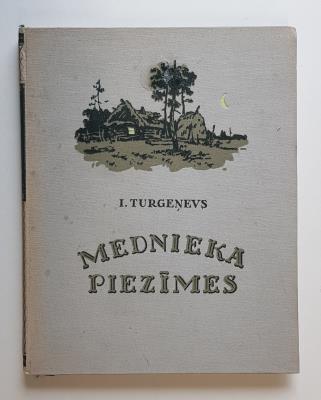 I. TURGEŅEVS
MEDNIEKA
PIEZĪMES